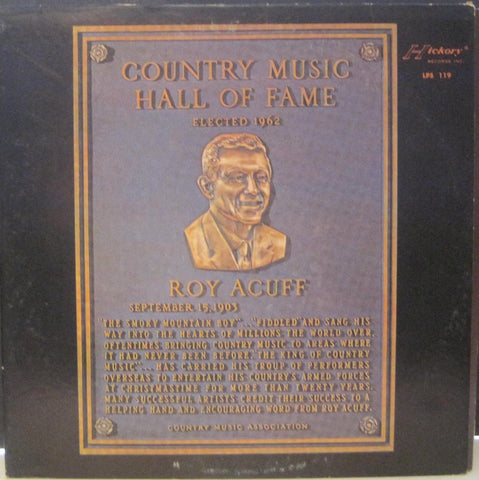 Hickory
RECORDS INC.
LPS 119
COUNTRY MUSIC
HALL OF FAME
ELECTED 1962
ROY ACUFF
SEPTEMBER 15, 1903
"THE SMOKY MOUNTAIN BOY"... "FIDDLED AND SANG HIS
WAY INTO THE HEARTS OF MILLIONS THE WORLD OVER,
OFTENTIMES BRINGING COUNTRY MUSIC TO AREAS WHERE
IT HAD NEVER BEEN BEFORE." "THE KING OF COUNTRY
MUSIC"... HAS CARRIED HIS TROUP OF PERFORMERS
OVERSEAS TO ENTERTAIN HIS COUNTRY'S ARMED FORCES
AT CHRISTMASTIME FOR MORE THAN TWENTY YEARS.
MANY SUCCESSFUL ARTISTS CREDIT THEIR SUCCESS TO A
HELPING HAND AND ENCOURAGING WORD FROM ROY ACUFF.
COUNTRY MUSIC ASSOCIATION